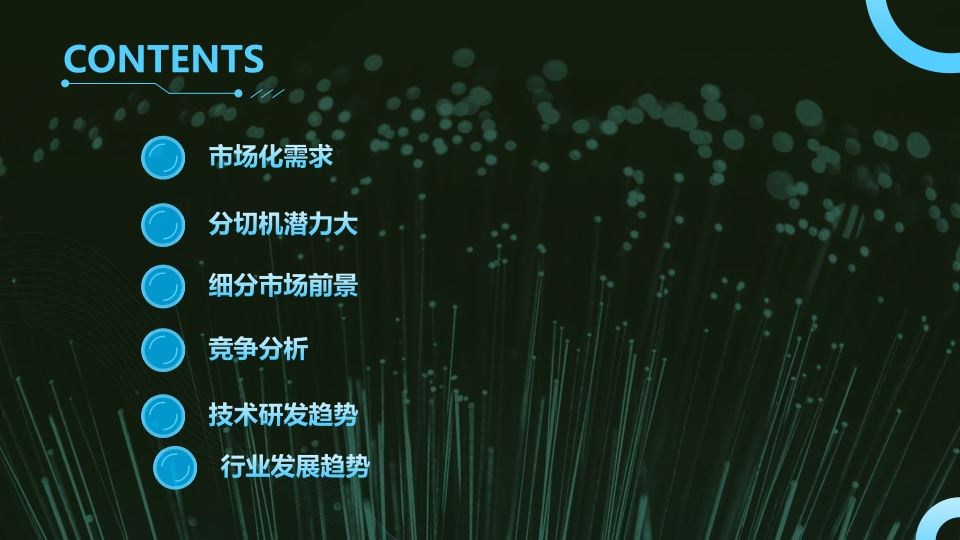 CONTENTS
市场化需求
分切机潜力大
细分市场前景
竞争分析
技术研发趋势
行业发展趋势